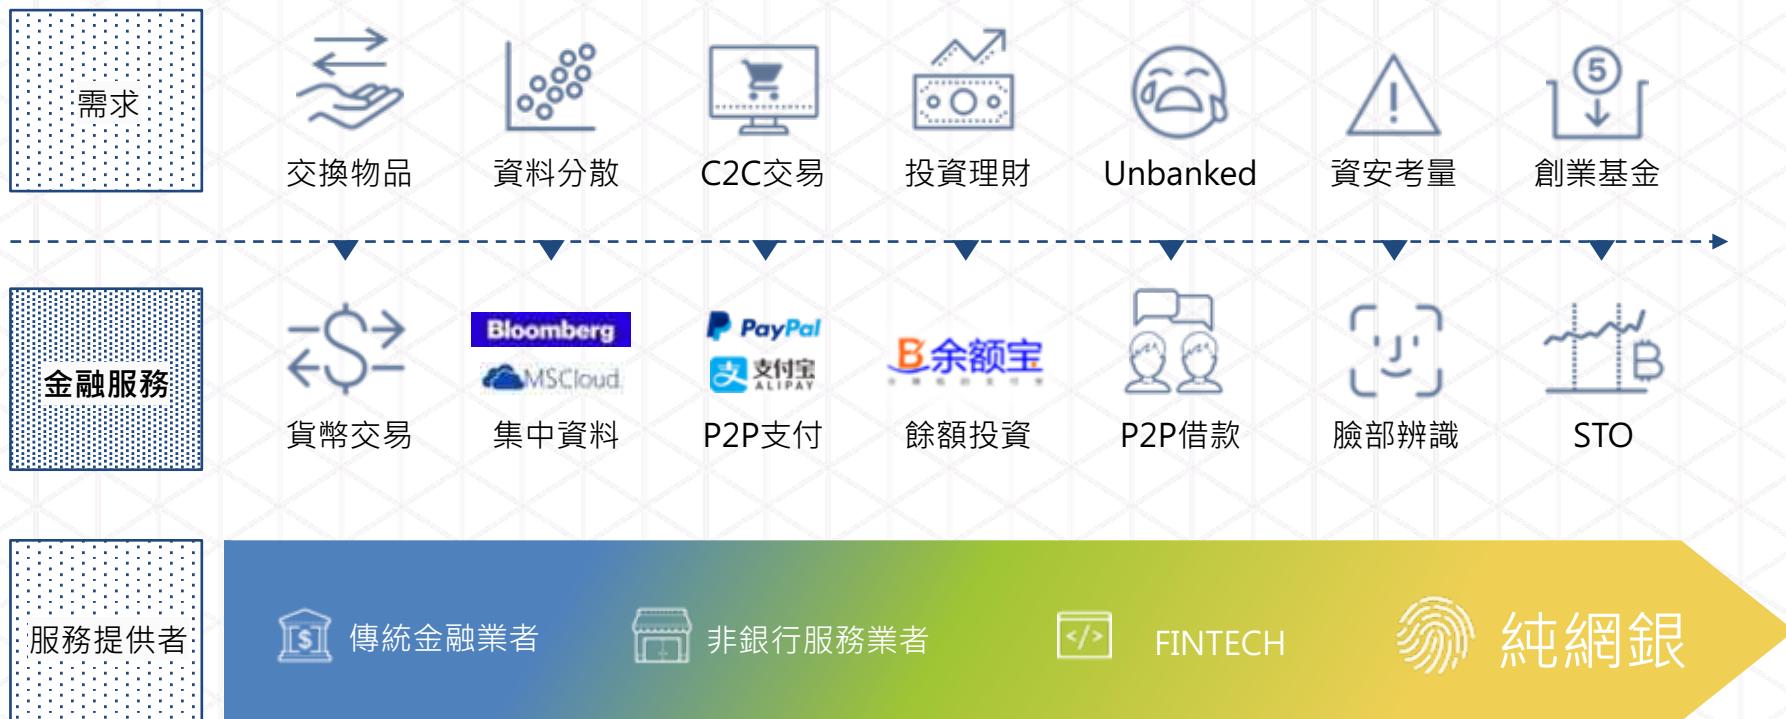 需求
交換物品
資料分散
C2C交易
投資理財
Unbanked
資安考量
創業基金
金融服務
Bloomberg
MSCloud
PayPal
支付宝
ALIPAY
余额宝
貨幣交易
集中資料
P2P支付
餘額投資
P2P借款
臉部辨識
STO
服務提供者
傳統金融業者
非銀行服務業者
FINTECH
純網銀